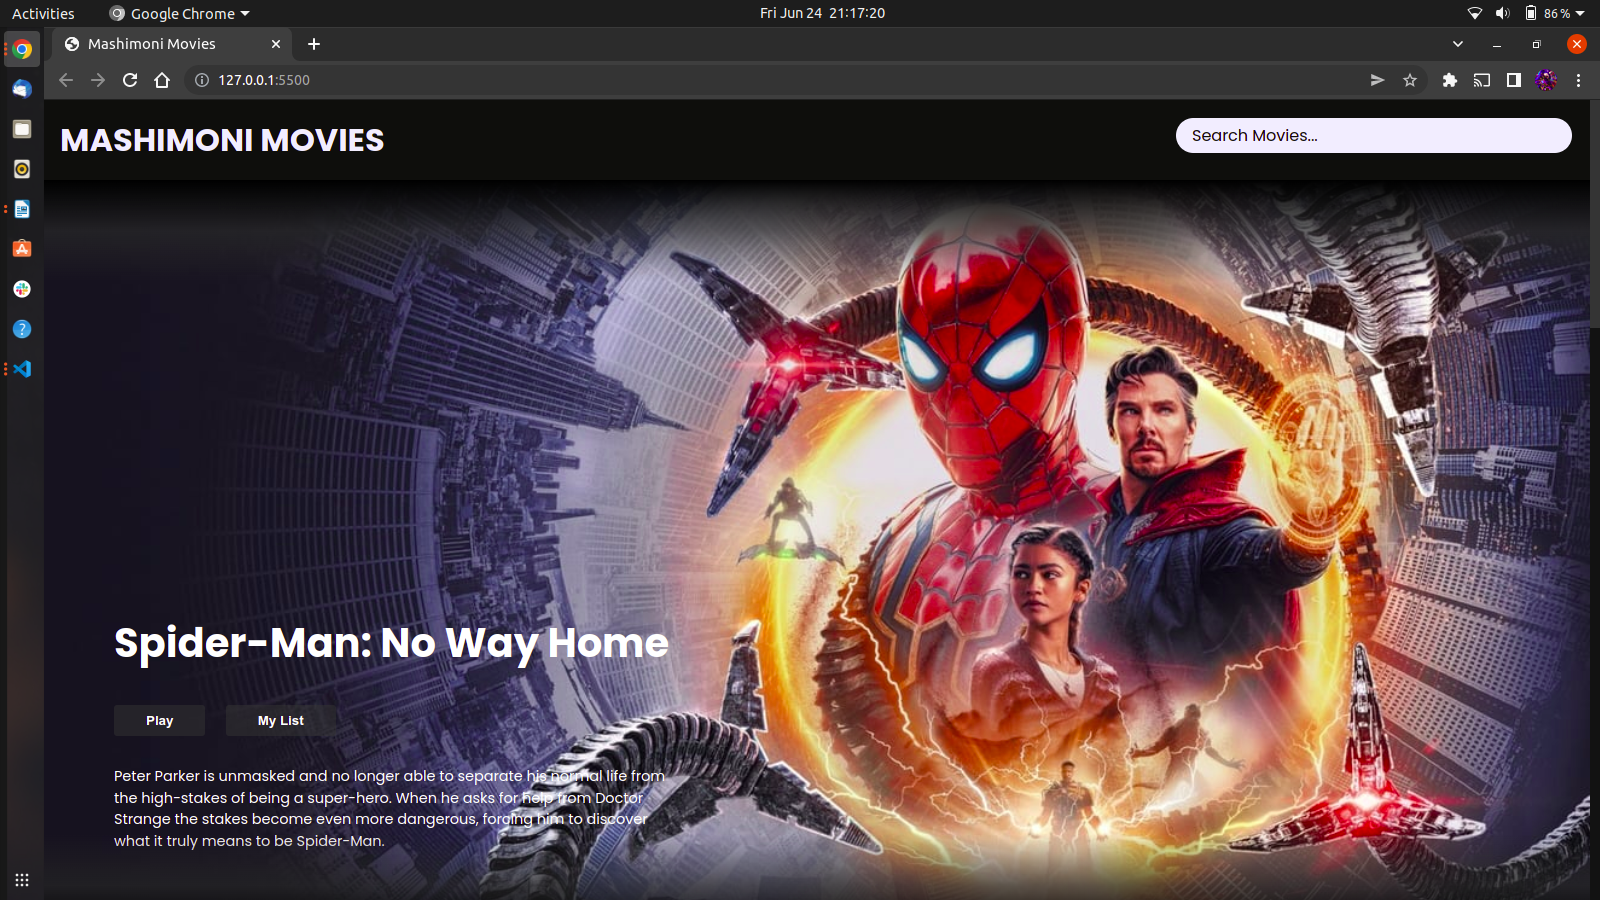 Activities
Google Chrome
Fri Jun 24 21:17:20
86 %
Mashimoni Movies
127.0.0.1:5500
MASHIMONI MOVIES
Search Movies...
Spider-Man: No Way Home
Play
My List
Peter Parker is unmasked and no longer able to separate his normal life from
the high-stakes of being a super-hero. When he asks for help from Doctor
Strange the stakes become even more dangerous, forcing him to discover
what it truly means to be Spider-Man.